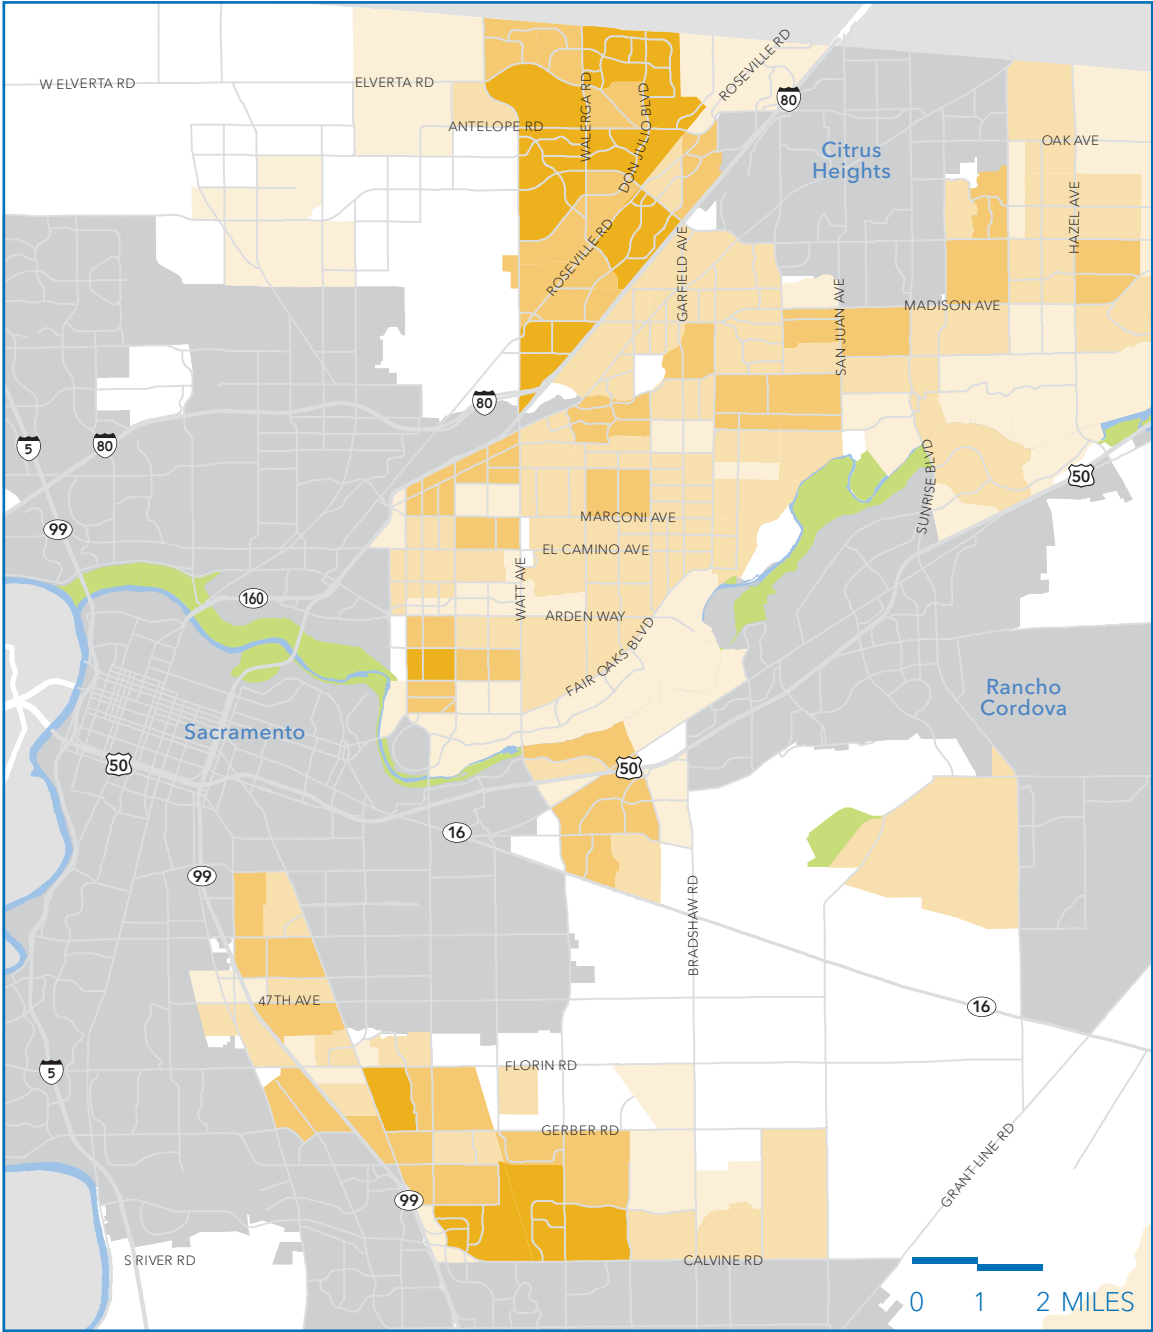 ROSEVILLE RD
W ELVERTA RD
ELVERTA RD
80
WALERGA RD
DON JULIO BLVD
ANTELOPE RD
OAK AVE
Citrus
Heights
HAZEL AVE
ROSEVILLE RD
GARFIELD AVE
SAN JUAN AVE
MADISON AVE
80
5
80
SUNRISE BLVD
50
99
MARCONI AVE
EL CAMINO AVE
WATT AVE
160
ARDEN WAY
FAIR OAKS BLVD
Rancho
Cordova
Sacramento
50
50
16
99
BRADSHAW RD
47TH AVE
16
5
FLORIN RD
GERBER RD
GRANT LINE RD
99
S RIVER RD
CALVINE RD
0 1 2 MILES